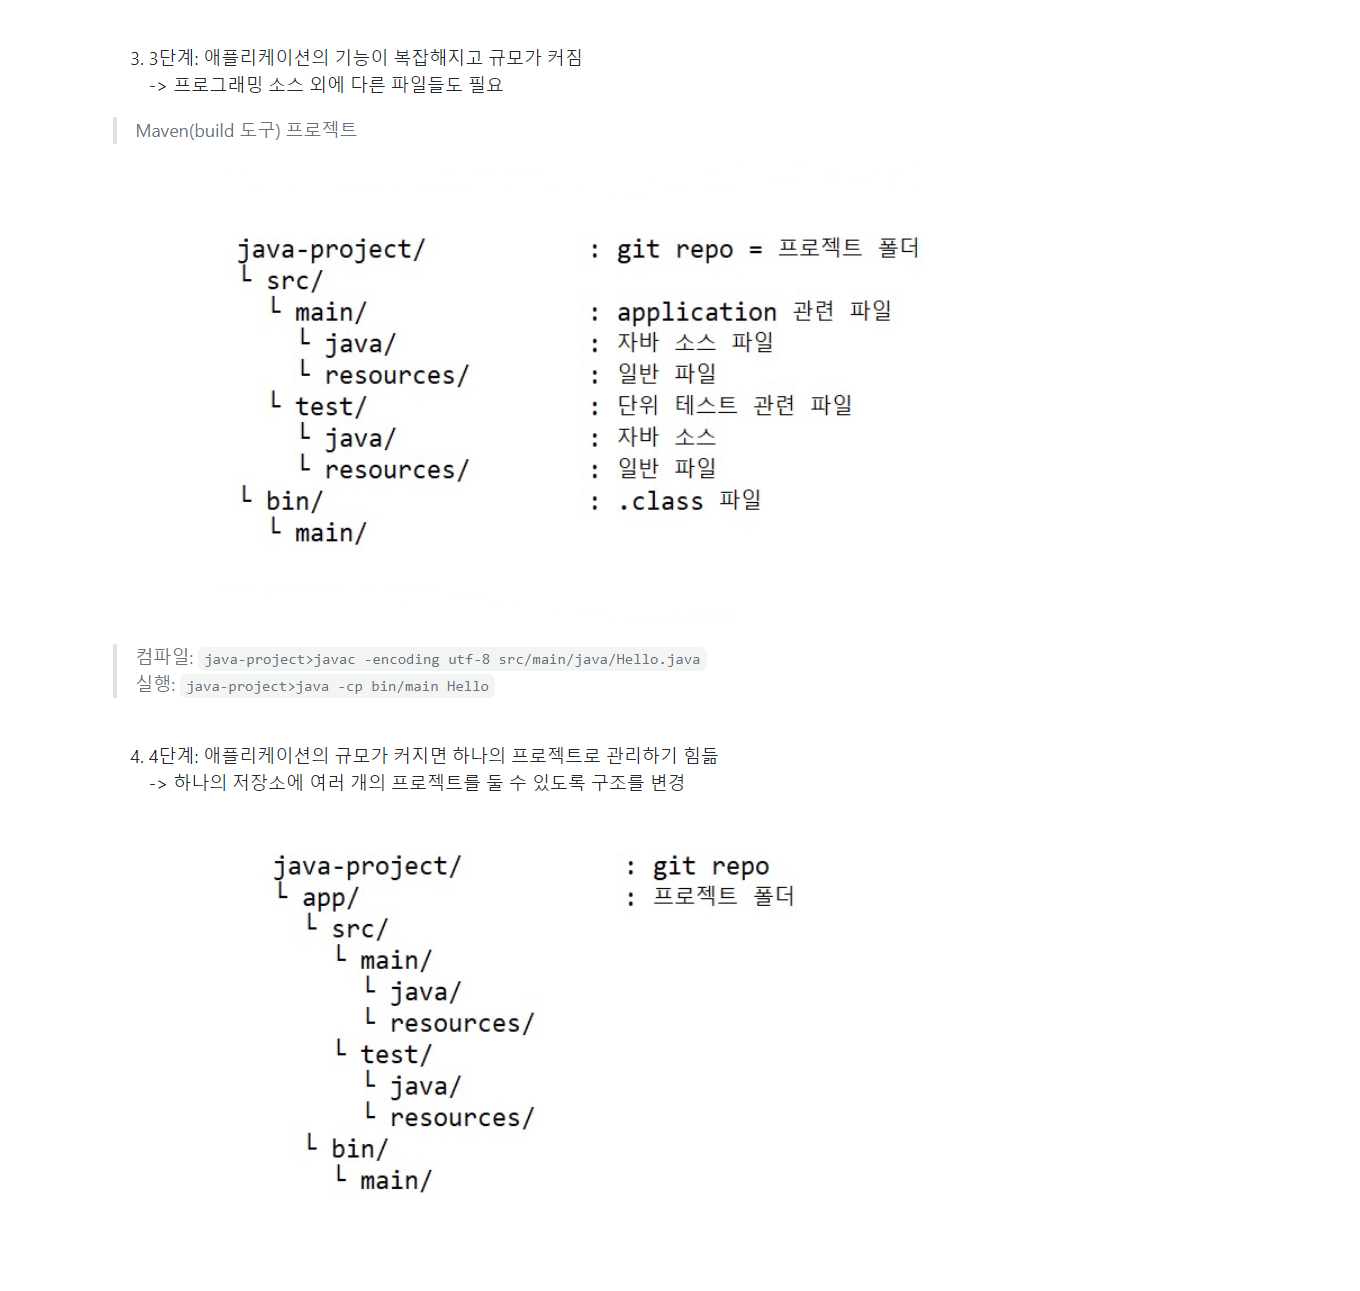 3. 3단계: 애플리케이션의 기능이 복잡해지고 규모가 커짐
-> 프로그래밍 소스 외에 다른 파일들도 필요
Maven(build 도구) 프로젝트
java-project/ : git repo = 프로젝트 폴더
└ src/
└ main/ : application 관련 파일
└ java/ : 자바 소스 파일
└ resources/ : 일반 파일
└ test/ : 단위 테스트 관련 파일
└ java/ : 자바 소스
└ resources/ : 일반 파일
└ bin/ : .class 파일
└ main/
컴파일: java-project>javac -encoding utf-8 src/main/java/Hello.java
실행: java-project>java -cp bin/main Hello
4. 4단계: 애플리케이션의 규모가 커지면 하나의 프로젝트로 관리하기 힘듦
-> 하나의 저장소에 여러 개의 프로젝트를 둘 수 있도록 구조를 변경
java-project/ : git repo
└ app/ : 프로젝트 폴더
└ src/
└ main/
└ java/
└ resources/
└ test/
└ java/
└ resources/
└ bin/
└ main/